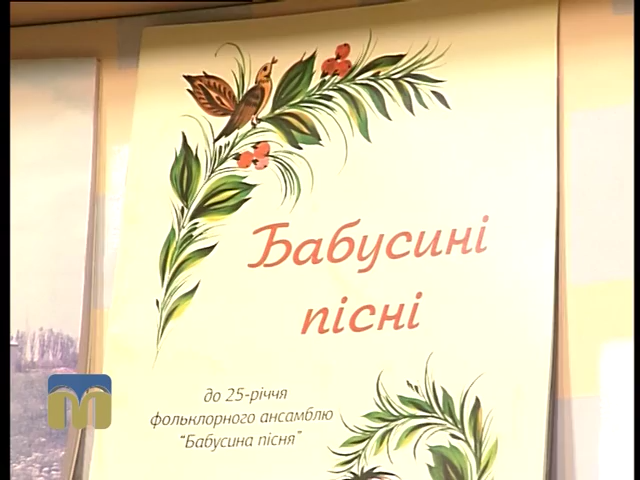 Бабусині
пісні
до 25-річчя
фольклорного ансамблю
"Бабусина пісня"